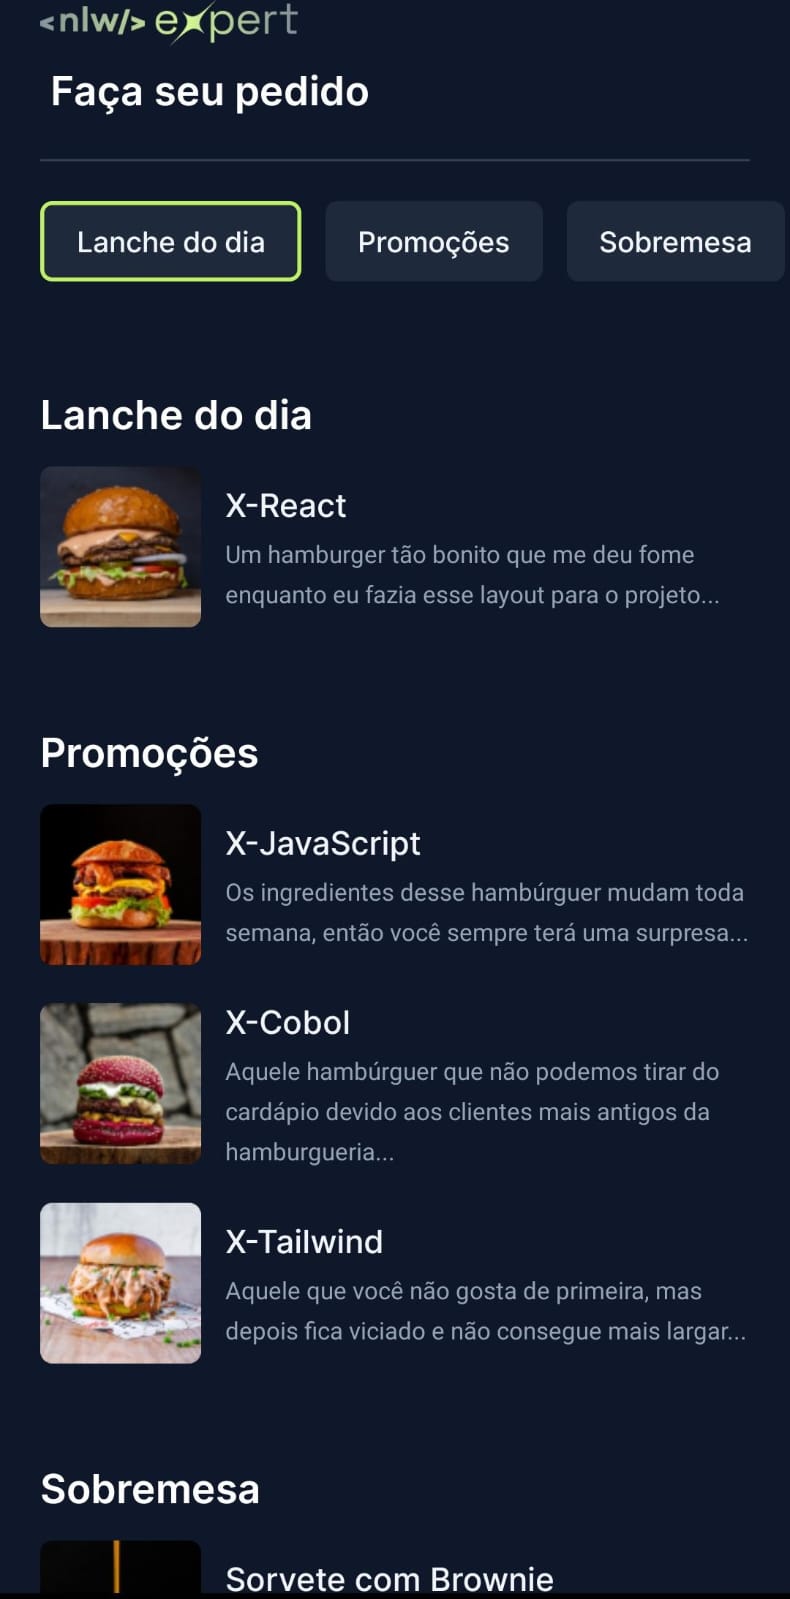 <nlw/> expert
Faça seu pedido
Lanche do dia
Promoções
Sobremesa
Lanche do dia
X-React
Um hamburger tão bonito que me deu fome
enquanto eu fazia esse layout para o projeto...
Promoções
X-JavaScript
Os ingredientes desse hambúrguer mudam toda
semana, então você sempre terá uma surpresa...
X-Cobol
Aquele hambúrguer que não podemos tirar do
cardápio devido aos clientes mais antigos da
hamburgueria...
X-Tailwind
Aquele que você não gosta de primeira, mas
depois fica viciado e não consegue mais largar...
Sobremesa
Sorvete com Brownie